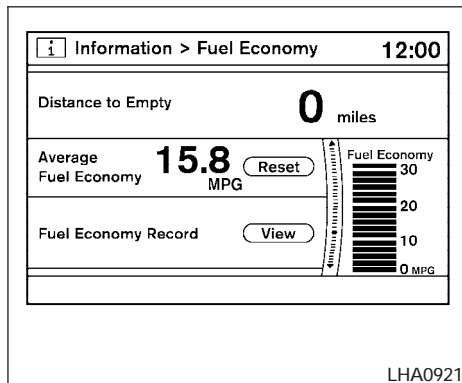 i Information > Fuel Economy 12:00
Distance to Empty 0 miles
Average Fuel Economy 15.8 MPG Reset
Fuel Economy Record View
Fuel Economy
30
20
10
0 MPG
LHA0921